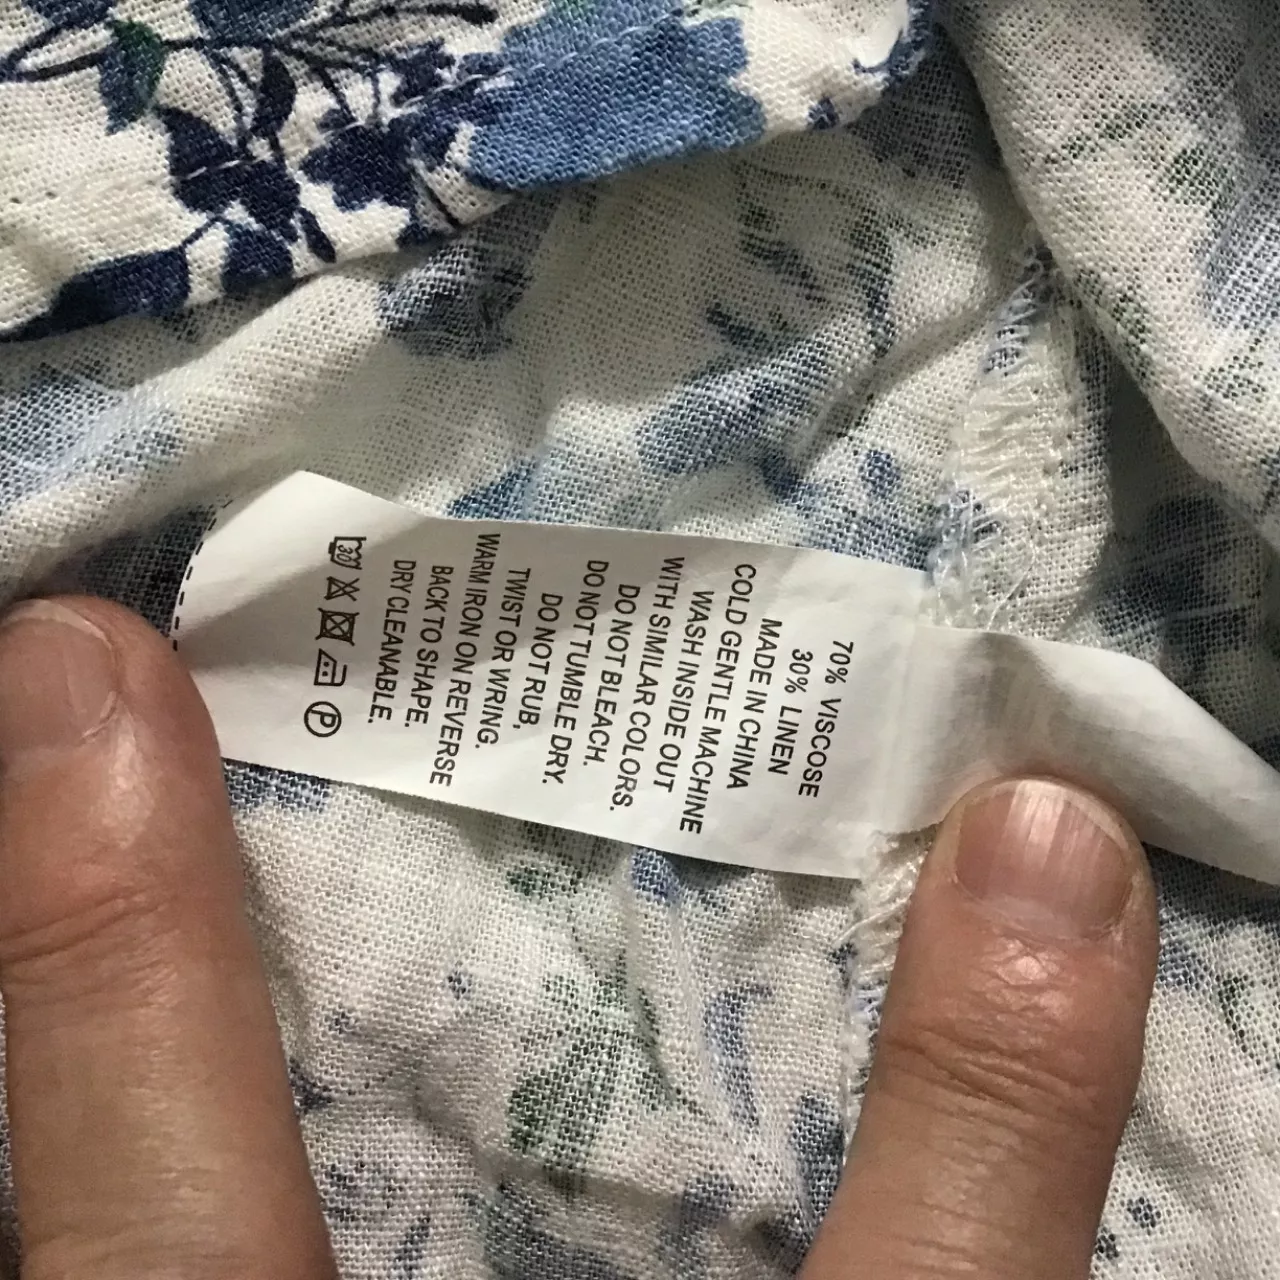 70% VISCOSE
30% LINEN
MADE IN CHINA
COLD GENTLE MACHINE
WASH INSIDE OUT
WITH SIMILAR COLORS.
DO NOT BLEACH.
DO NOT TUMBLE DRY.
DO NOT RUB,
TWIST OR WRING.
WARM IRON ON REVERSE
BACK TO SHAPE.
DRY CLEANABLE.
30 P